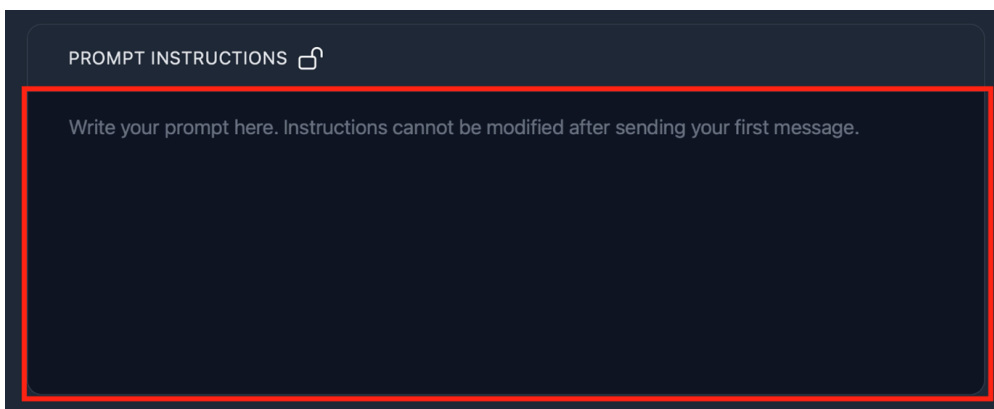 PROMPT INSTRUCTIONS
Write your prompt here. Instructions cannot be modified after sending your first message.